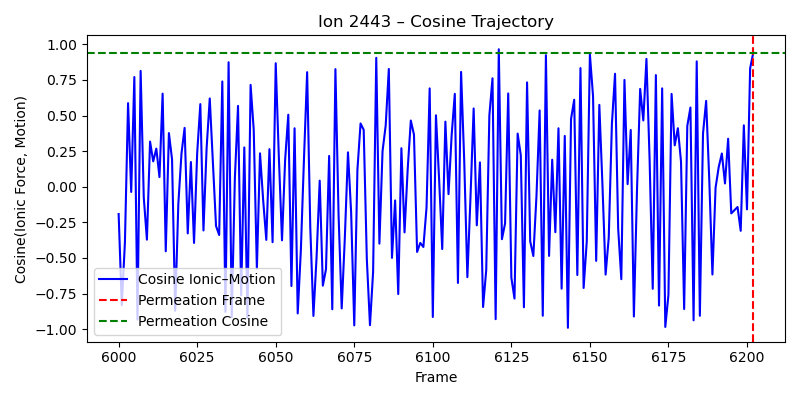 Ion 2443 – Cosine Trajectory
Cosine(Ionic Force, Motion)
1.00
0.75
0.50
0.25
0.00
−0.25
−0.50
−0.75
−1.00
Cosine Ionic–Motion
Permeation Frame
Permeation Cosine
6000 6025 6050 6075 6100 6125 6150 6175 6200
Frame